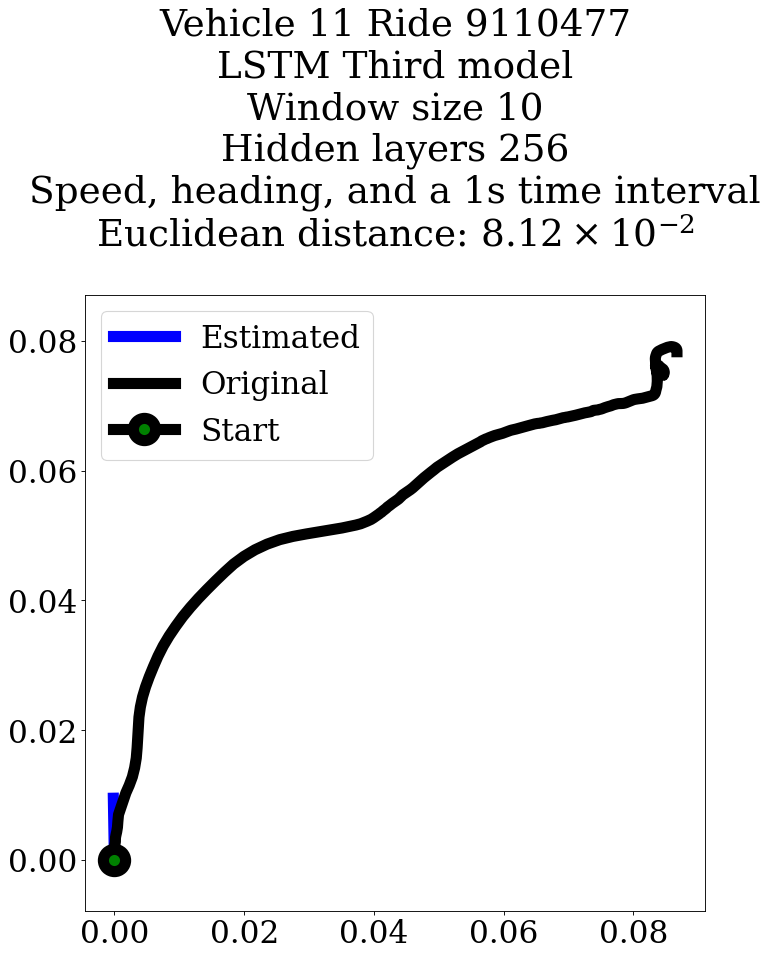 Vehicle 11 Ride 9110477
LSTM Third model
Window size 10
Hidden layers 256
Speed, heading, and a 1s time interval
Euclidean distance: 8.12 × 10⁻²
Estimated
Original
Start
0.08
0.06
0.04
0.02
0.00
0.00 0.02 0.04 0.06 0.08